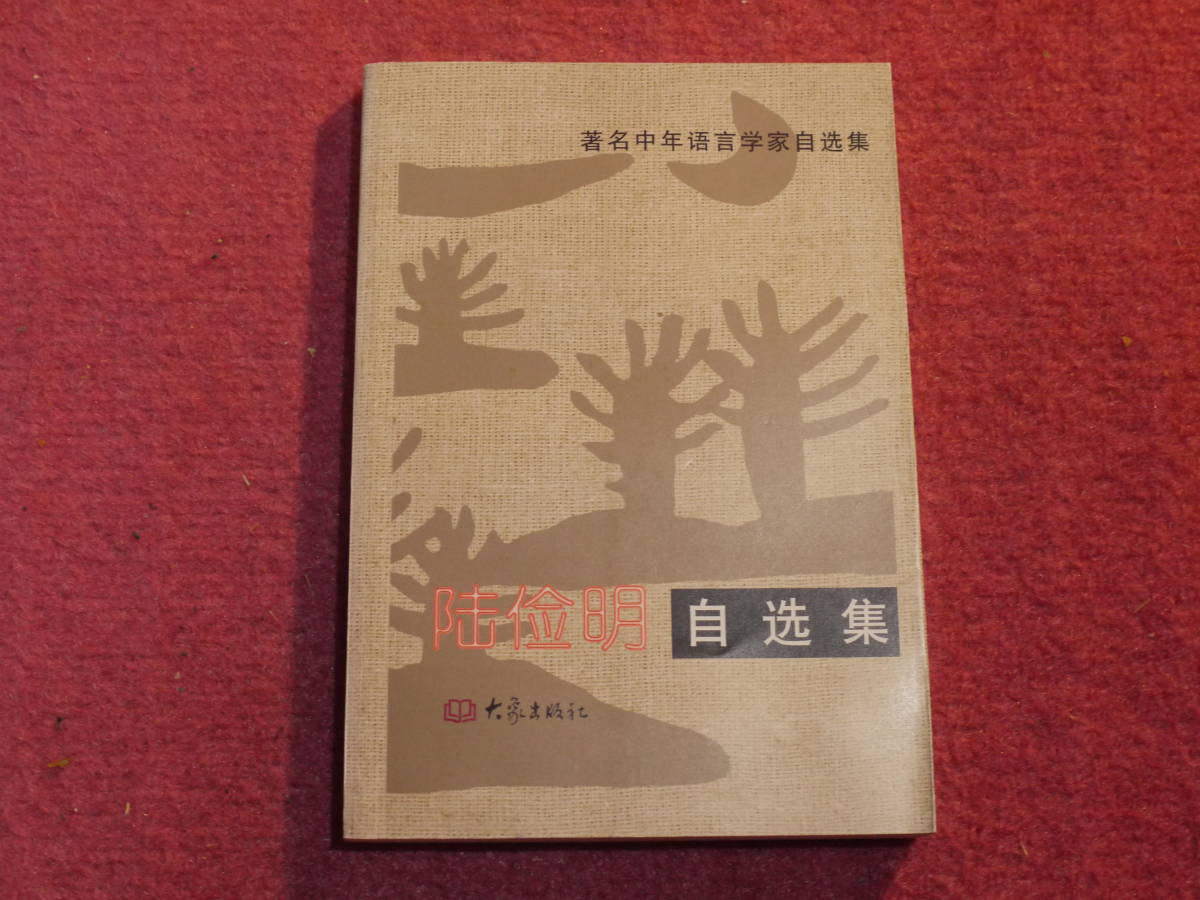 著名中年语言学家自选集
陆俭明 自选集
大象出版社